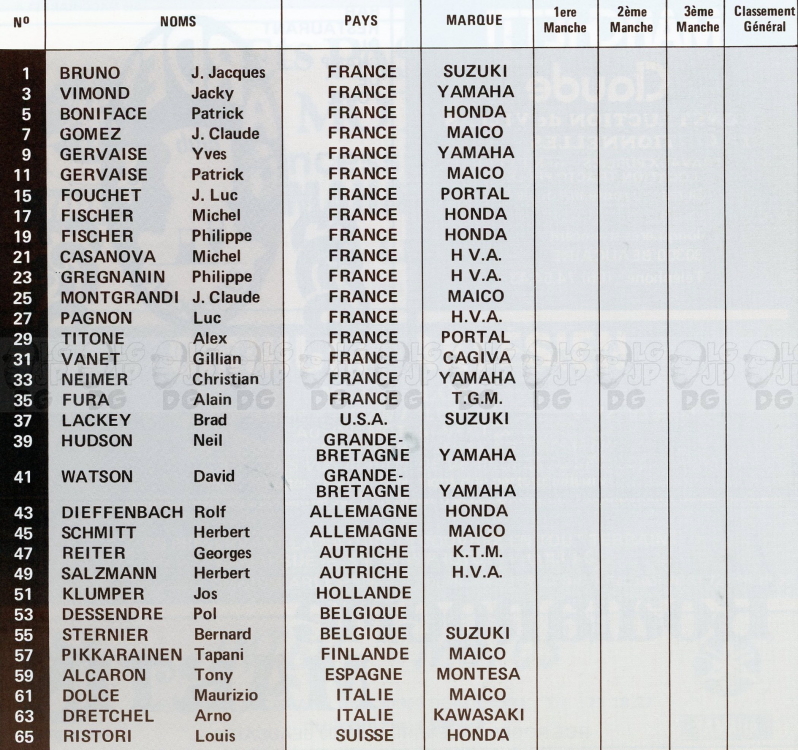 Nº NOMS PAYS MARQUE 1ere Manche 2ème Manche 3ème Manche Classement Général
1 BRUNO J. Jacques FRANCE SUZUKI
3 VIMOND Jacky FRANCE YAMAHA
5 BONIFACE Patrick FRANCE HONDA
7 GOMEZ J. Claude FRANCE MAICO
9 GERVAISE Yves FRANCE YAMAHA
11 GERVAISE Patrick FRANCE MAICO
15 FOUCHET J. Luc FRANCE PORTAL
17 FISCHER Michel FRANCE HONDA
19 FISCHER Philippe FRANCE HONDA
21 CASANOVA Michel FRANCE H V.A.
23 GREGNANIN Philippe FRANCE H V.A.
25 MONTGRANDI J. Claude FRANCE MAICO
27 PAGNON Luc FRANCE H.V.A.
29 TITONE Alex FRANCE PORTAL
31 VANET Gillian FRANCE CAGIVA
33 NEIMER Christian FRANCE YAMAHA
35 FURA Alain FRANCE T.G.M.
37 LACKEY Brad U.S.A. SUZUKI
39 HUDSON Neil GRANDE-
BRETAGNE YAMAHA
41 WATSON David GRANDE-
BRETAGNE YAMAHA
43 DIEFFENBACH Rolf ALLEMAGNE HONDA
45 SCHMITT Herbert ALLEMAGNE MAICO
47 REITER Georges AUTRICHE K.T.M.
49 SALZMANN Herbert AUTRICHE H.V.A.
51 KLUMPER Jos HOLLANDE
53 DESSENDRE Pol BELGIQUE
55 STERNIER Bernard BELGIQUE SUZUKI
57 PIKKARAINEN Tapani FINLANDE MAICO
59 ALCARON Tony ESPAGNE MONTESA
61 DOLCE Maurizio ITALIE MAICO
63 DRETCHEL Arno ITALIE KAWASAKI
65 RISTORI Louis SUISSE HONDA